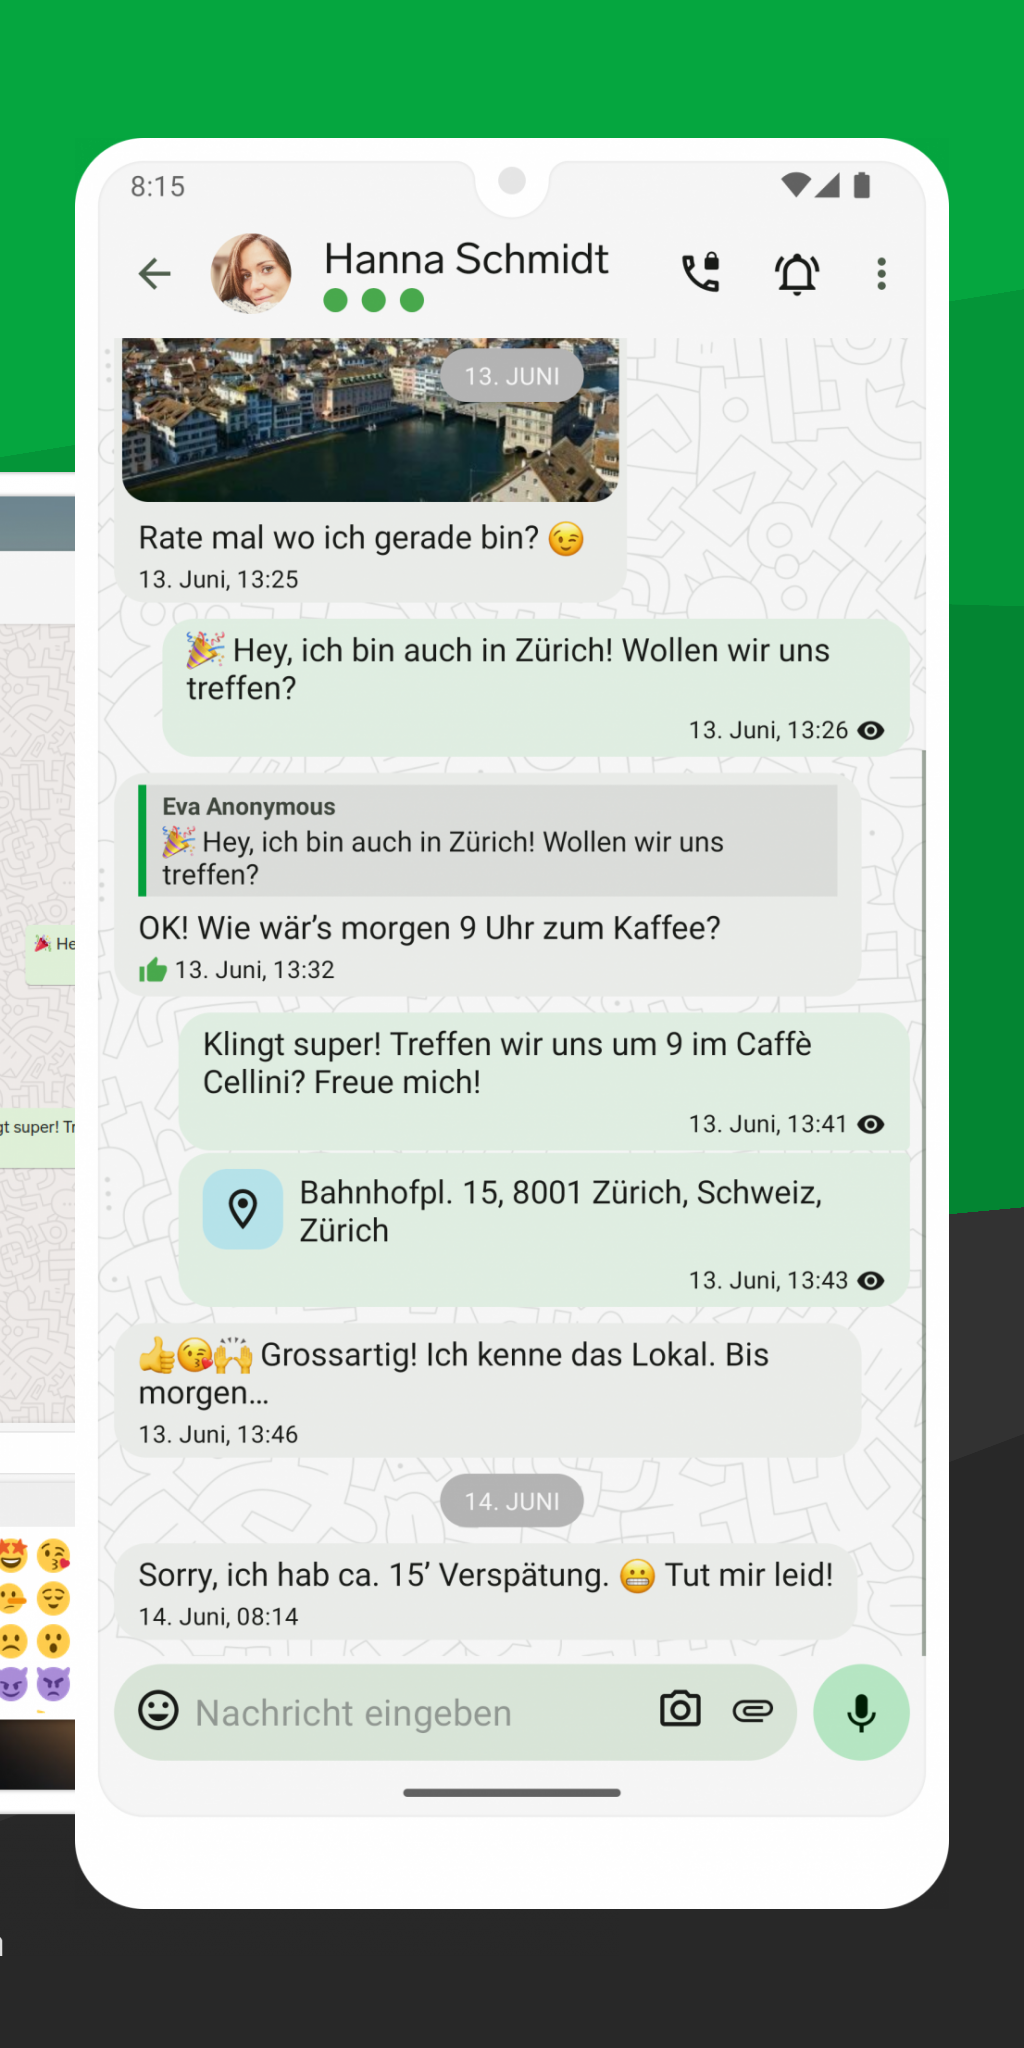 8:15
Hanna Schmidt
13. JUNI
Rate mal wo ich gerade bin? 😉
13. Juni, 13:25
🎉 Hey, ich bin auch in Zürich! Wollen wir uns
treffen?
13. Juni, 13:26
Eva Anonymous
🎉 Hey, ich bin auch in Zürich! Wollen wir uns
treffen?
OK! Wie wär’s morgen 9 Uhr zum Kaffee?
13. Juni, 13:32
Klingt super! Treffen wir uns um 9 im Caffè
Cellini? Freue mich!
13. Juni, 13:41
Bahnhofpl. 15, 8001 Zürich, Schweiz,
Zürich
13. Juni, 13:43
👍😘🙌 Grossartig! Ich kenne das Lokal. Bis
morgen…
13. Juni, 13:46
14. JUNI
Sorry, ich hab ca. 15’ Verspätung. 😬 Tut mir leid!
14. Juni, 08:14
Nachricht eingeben
🎉 He
gt super! Tr